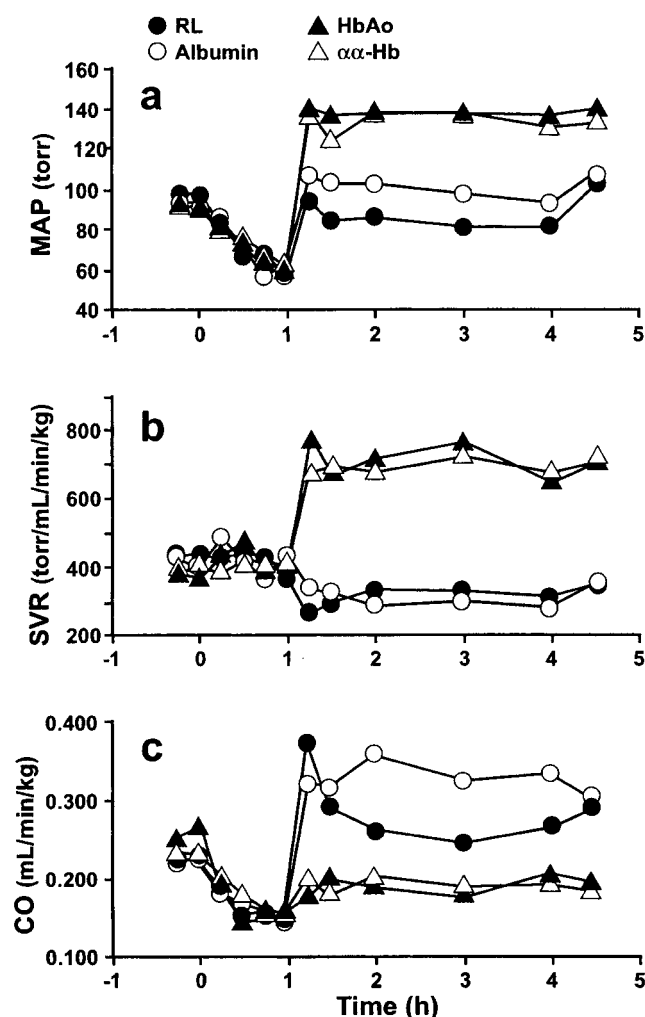 RL HbAo
Albumin αα-Hb
a
MAP (torr)
160
140
120
100
80
60
40
-1 0 1 2 3 4 5
b
SVR (torr/mL/min/kg)
800
600
400
200
-1 0 1 2 3 4 5
c
CO (mL/min/kg)
0.400
0.300
0.200
0.100
-1 0 1 2 3 4 5
Time (h)